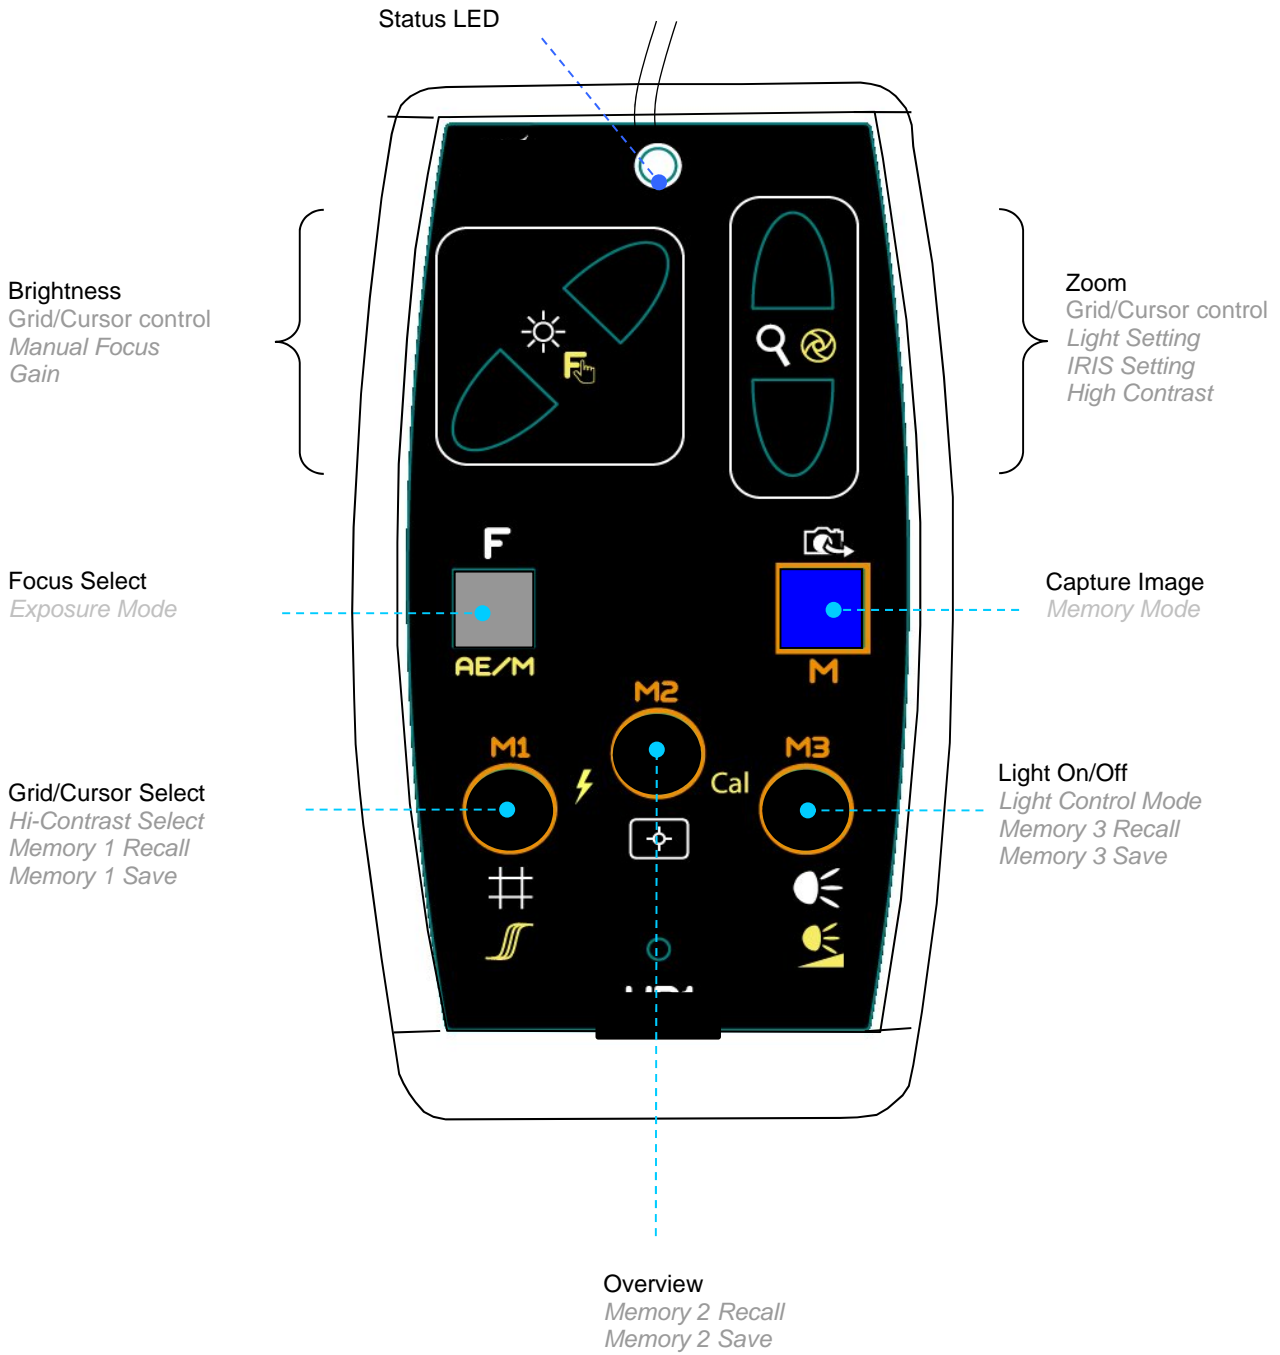 Status LED
Brightness
Grid/Cursor control
Manual Focus
Gain
Zoom
Grid/Cursor control
Light Setting
IRIS Setting
High Contrast
F
F
Focus Select
Exposure Mode
Capture Image
Memory Mode
AE/M
M
M2
M1
M3
Cal
Grid/Cursor Select
Hi-Contrast Select
Memory 1 Recall
Memory 1 Save
Light On/Off
Light Control Mode
Memory 3 Recall
Memory 3 Save
Overview
Memory 2 Recall
Memory 2 Save